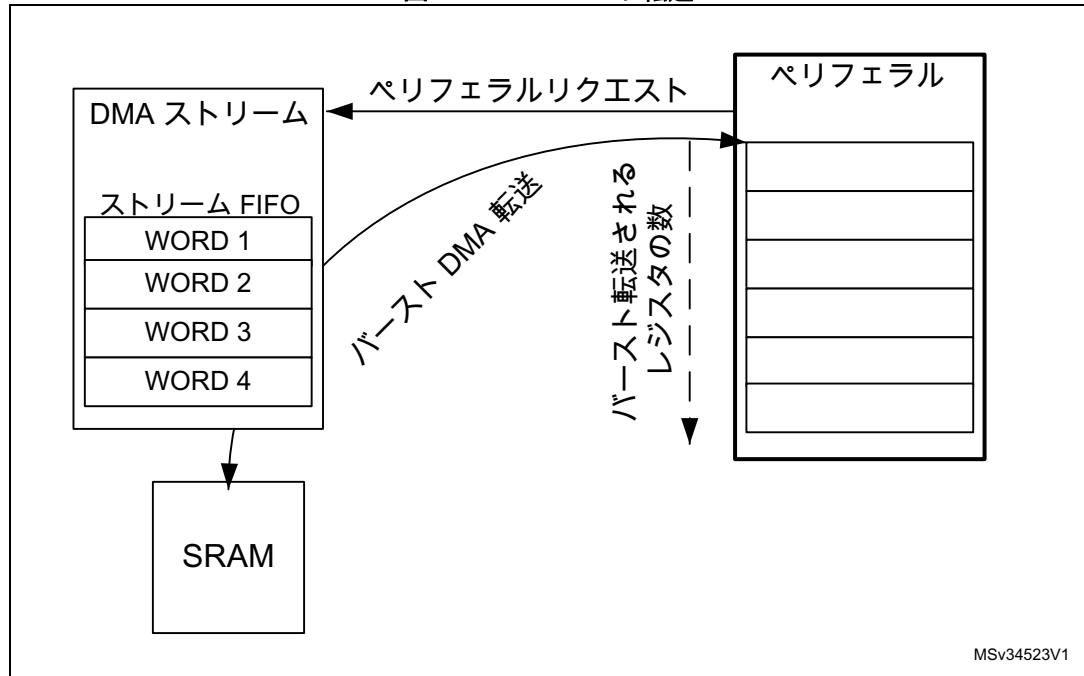 ペリフェラルリクエスト
ペリフェラル
DMA ストリーム
ストリーム FIFO
WORD 1
WORD 2
WORD 3
WORD 4
バースト DMA 転送
バースト転送される
レジスタの数
SRAM
MSv34523V1